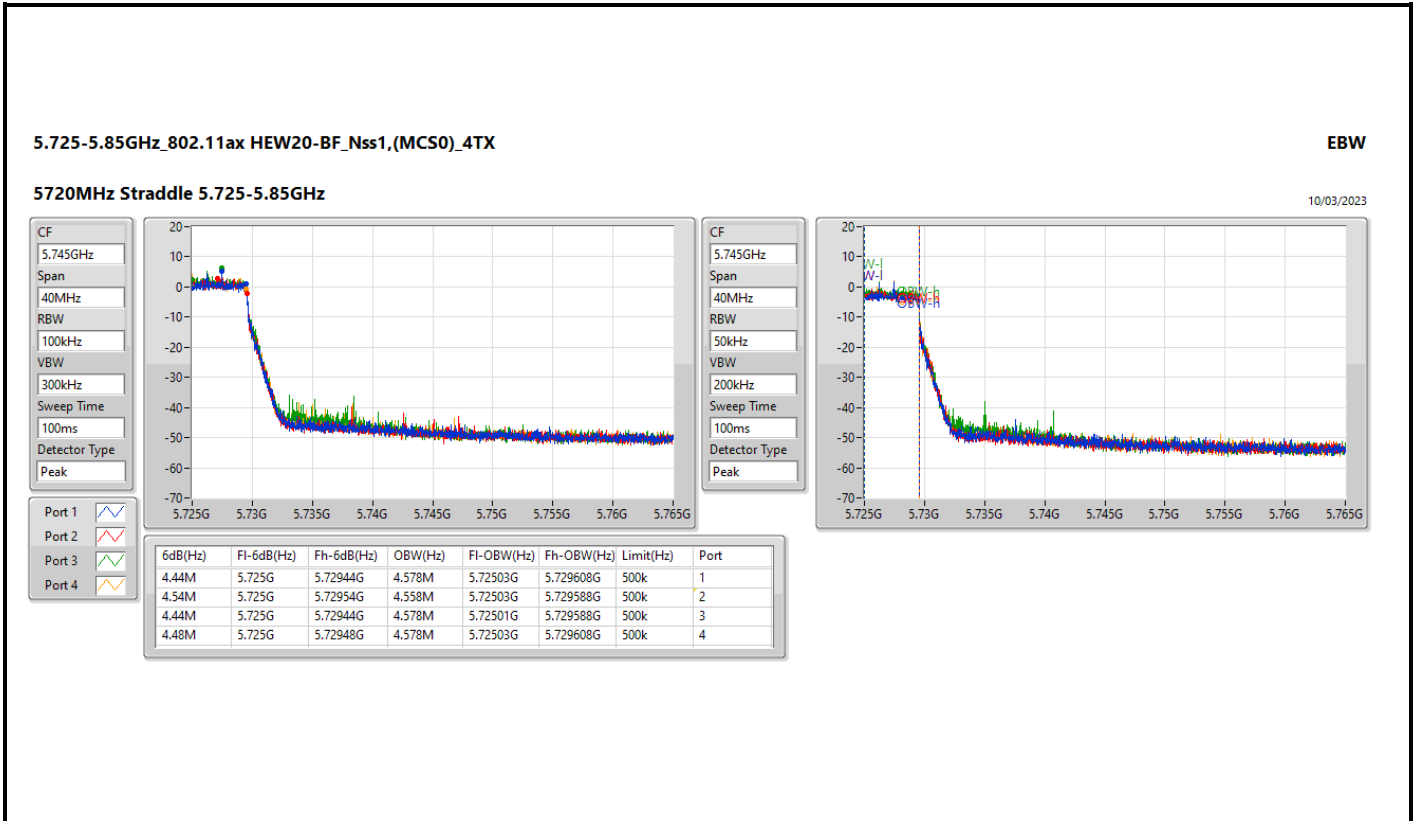 5.725-5.85GHz_802.11ax HEW20-BF_Nss1,(MCS0)_4TX
EBW
5720MHz Straddle 5.725-5.85GHz
10/03/2023
CF
5.745GHz
Span
40MHz
RBW
100kHz
VBW
300kHz
Sweep Time
100ms
Detector Type
Peak
20
10
0
-10
-20
-30
-40
-50
-60
-70
5.725G 5.73G 5.735G 5.74G 5.745G 5.75G 5.755G 5.76G 5.765G
CF
5.745GHz
Span
40MHz
RBW
50kHz
VBW
200kHz
Sweep Time
100ms
Detector Type
Peak
20
10
0
-10
-20
-30
-40
-50
-60
-70
W-l
W-l
OBW-h
OBW-h
5.725G 5.73G 5.735G 5.74G 5.745G 5.75G 5.755G 5.76G 5.765G
Port 1
Port 2
Port 3
Port 4
6dB(Hz) Fl-6dB(Hz) Fh-6dB(Hz) OBW(Hz) Fl-OBW(Hz) Fh-OBW(Hz) Limit(Hz) Port
4.44M 5.725G 5.72944G 4.578M 5.72503G 5.729608G 500k 1
4.54M 5.725G 5.72954G 4.558M 5.72503G 5.729588G 500k 2
4.44M 5.725G 5.72944G 4.578M 5.72501G 5.729588G 500k 3
4.48M 5.725G 5.72948G 4.578M 5.72503G 5.729608G 500k 4